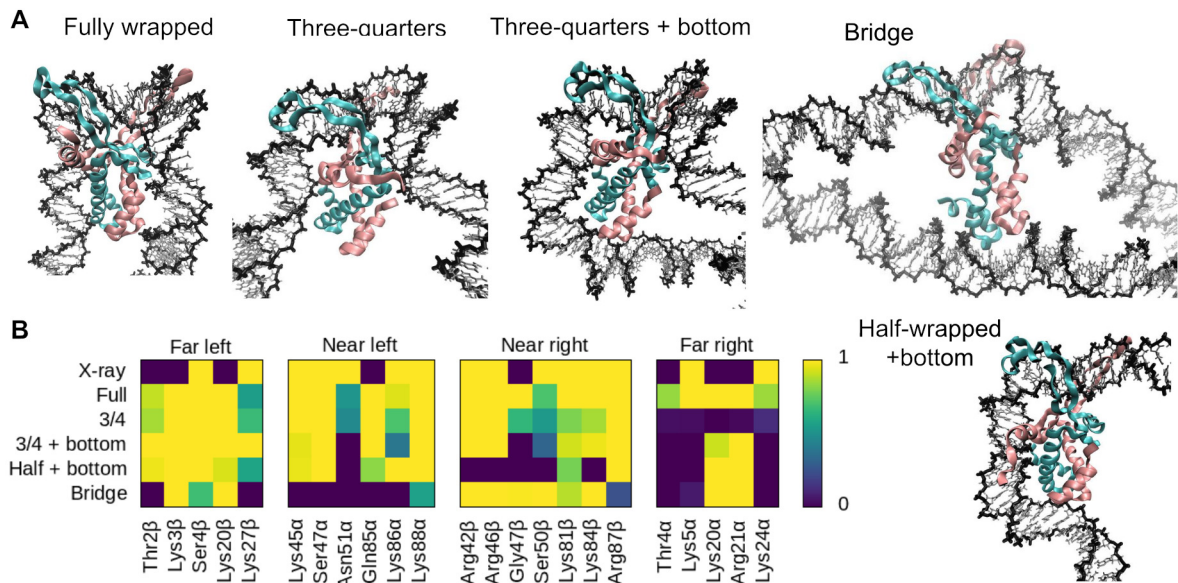 A
Fully wrapped
Three-quarters
Three-quarters + bottom
Bridge
B
Far left
Near left
Near right
Far right
Half-wrapped
+bottom
X-ray
Full
3/4
3/4 + bottom
Half + bottom
Bridge
1
0
Thr2β
Lys3β
Ser4β
Lys20β
Lys27β
Lys45α
Ser47α
Asn51α
Gln85α
Lys86α
Lys88α
Arg42β
Arg46β
Gly47β
Ser50β
Lys81β
Lys84β
Arg87β
Thr4α
Lys5α
Lys20α
Arg21α
Lys24α